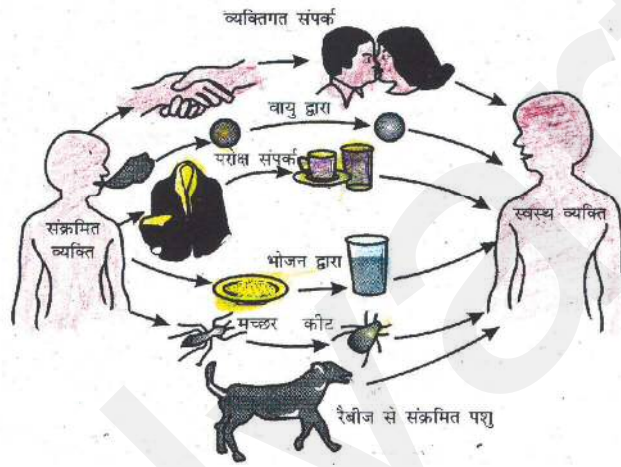 व्यक्तिगत संपर्क
वायु द्वारा
परोक्ष संपर्क
संक्रमित
व्यक्ति
स्वस्थ व्यक्ति
भोजन द्वारा
मच्छर कीट
रैबीज से संक्रमित पशु